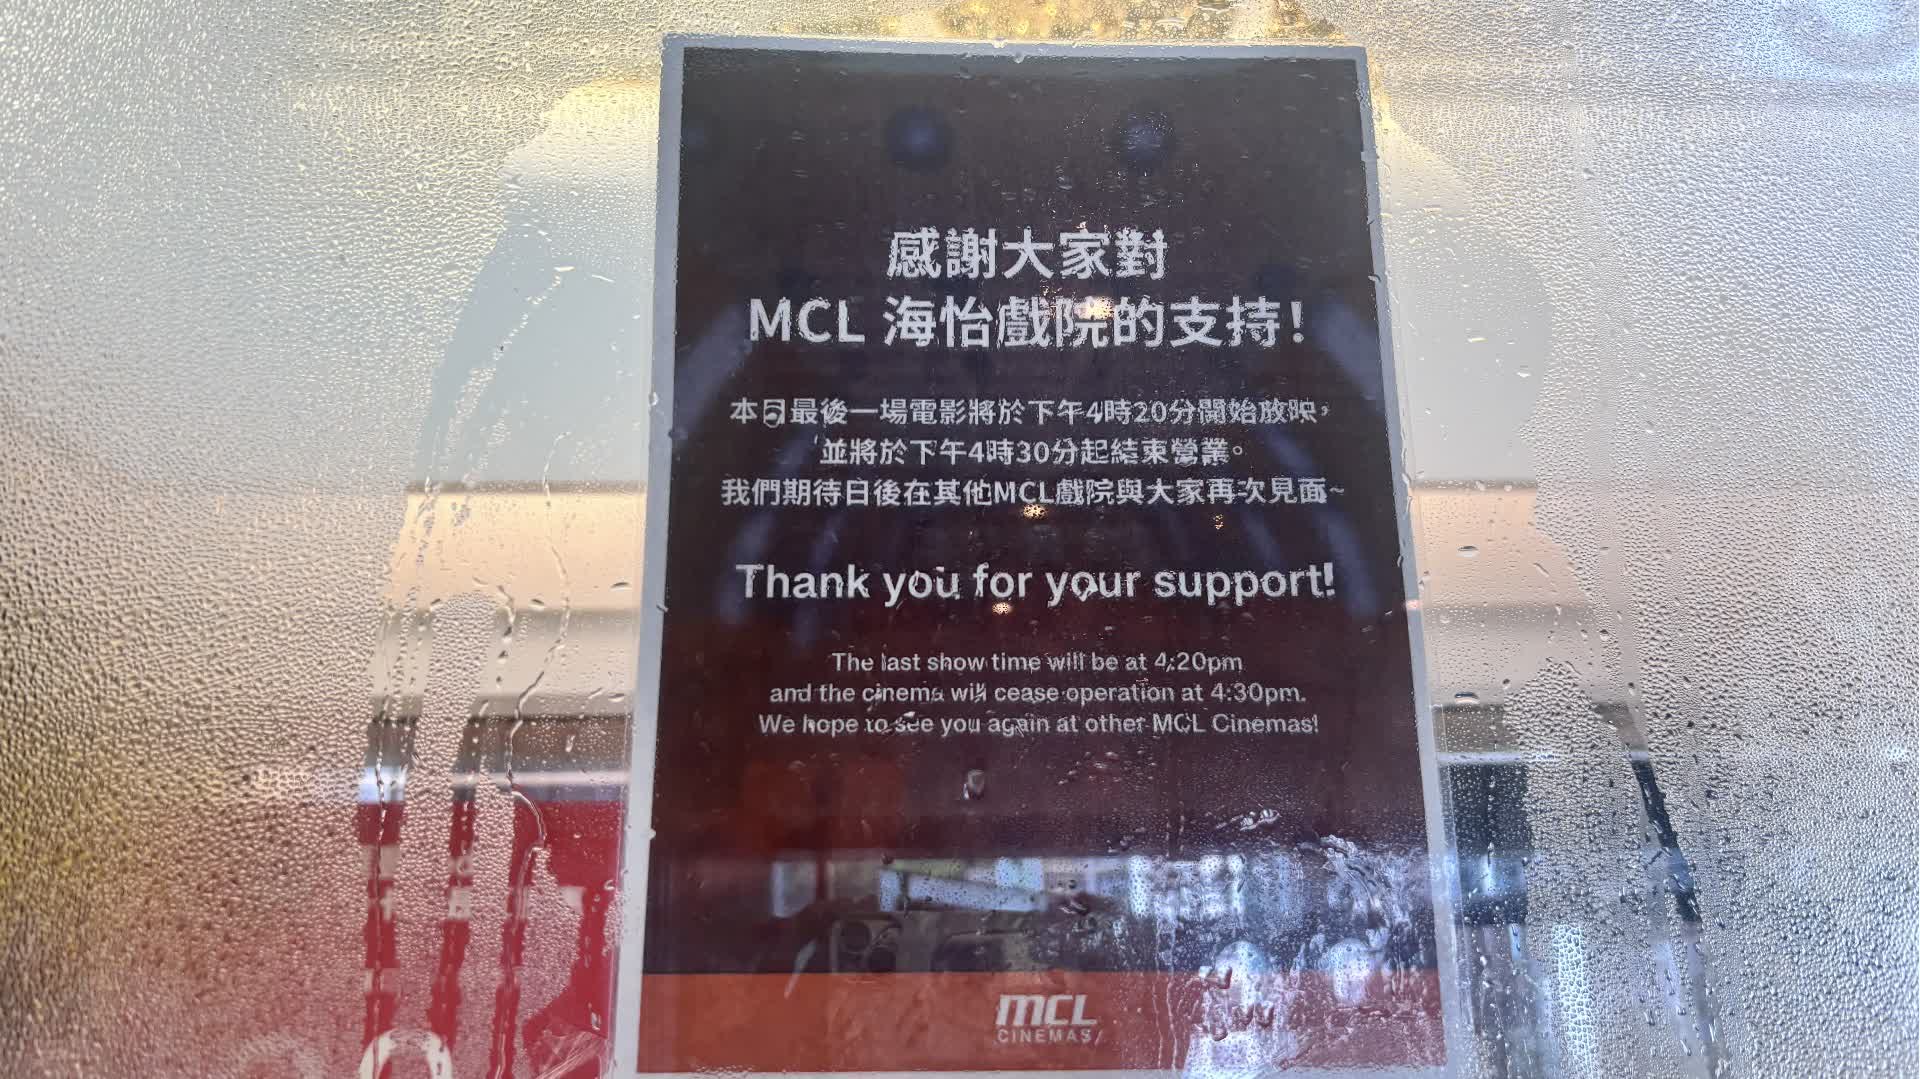 感謝大家對
MCL 海怡戲院的支持！
本日最後一場電影將於下午4時20分開始放映，
並將於下午4時30分起結束營業。
我們期待日後在其他MCL戲院與大家再次見面~
Thank you for your support!
The last show time will be at 4:20pm
and the cinema will cease operation at 4:30pm.
We hope to see you again at other MCL Cinemas!
MCL
CINEMAS